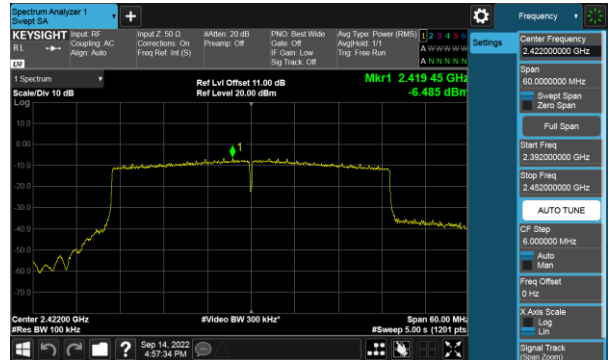 Spectrum Analyzer 1
Swept SA
Frequency
KEYSIGHT
RL
Input: RF
Coupling: AC
Align: Auto
Input Z: 50 Ω
Corrections: On
Freq Ref: Int (S)
#Atten: 20 dB
Preamp: Off
PNO: Best Wide
Gate: Off
IF Gain: Low
Sig Track: Off
Avg Type: Power (RMS)
Avg|Hold: 1/1
Trig: Free Run
1 2 3 4 5 6
A W W W W W
A N N N N N
LXI
1 Spectrum
Scale/Div 10 dB
Ref Lvl Offset 11.00 dB
Ref Level 20.00 dBm
Mkr1 2.419 45 GHz
-6.485 dBm
Log
10.0
0.00
-10.0
-20.0
-30.0
-40.0
-50.0
-60.0
-70.0
1
Center 2.42200 GHz
#Res BW 100 kHz
#Video BW 300 kHz*
Span 60.00 MHz
#Sweep 5.00 s (1201 pts)
Sep 14, 2022
4:57:34 PM
?
Settings
Center Frequency
2.422000000 GHz
Span
60.0000000 MHz
Swept Span
Zero Span
Full Span
Start Freq
2.392000000 GHz
Stop Freq
2.452000000 GHz
AUTO TUNE
CF Step
6.000000 MHz
Auto
Man
Freq Offset
0 Hz
X Axis Scale
Log
Lin
Signal Track
(Span Zoom)